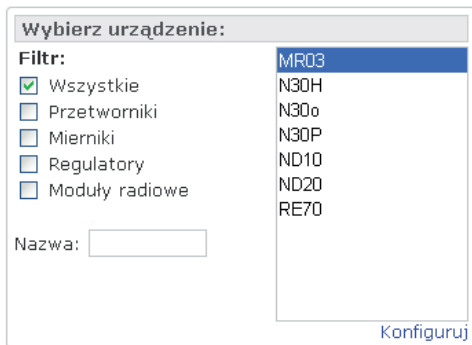 Wybierz urządzenie:
Filtr:
Wszystkie
Przetworniki
Mierniki
Regulatory
Moduły radiowe
Nazwa:
MR03
N30H
N30o
N30P
ND10
ND20
RE70
Konfiguruj